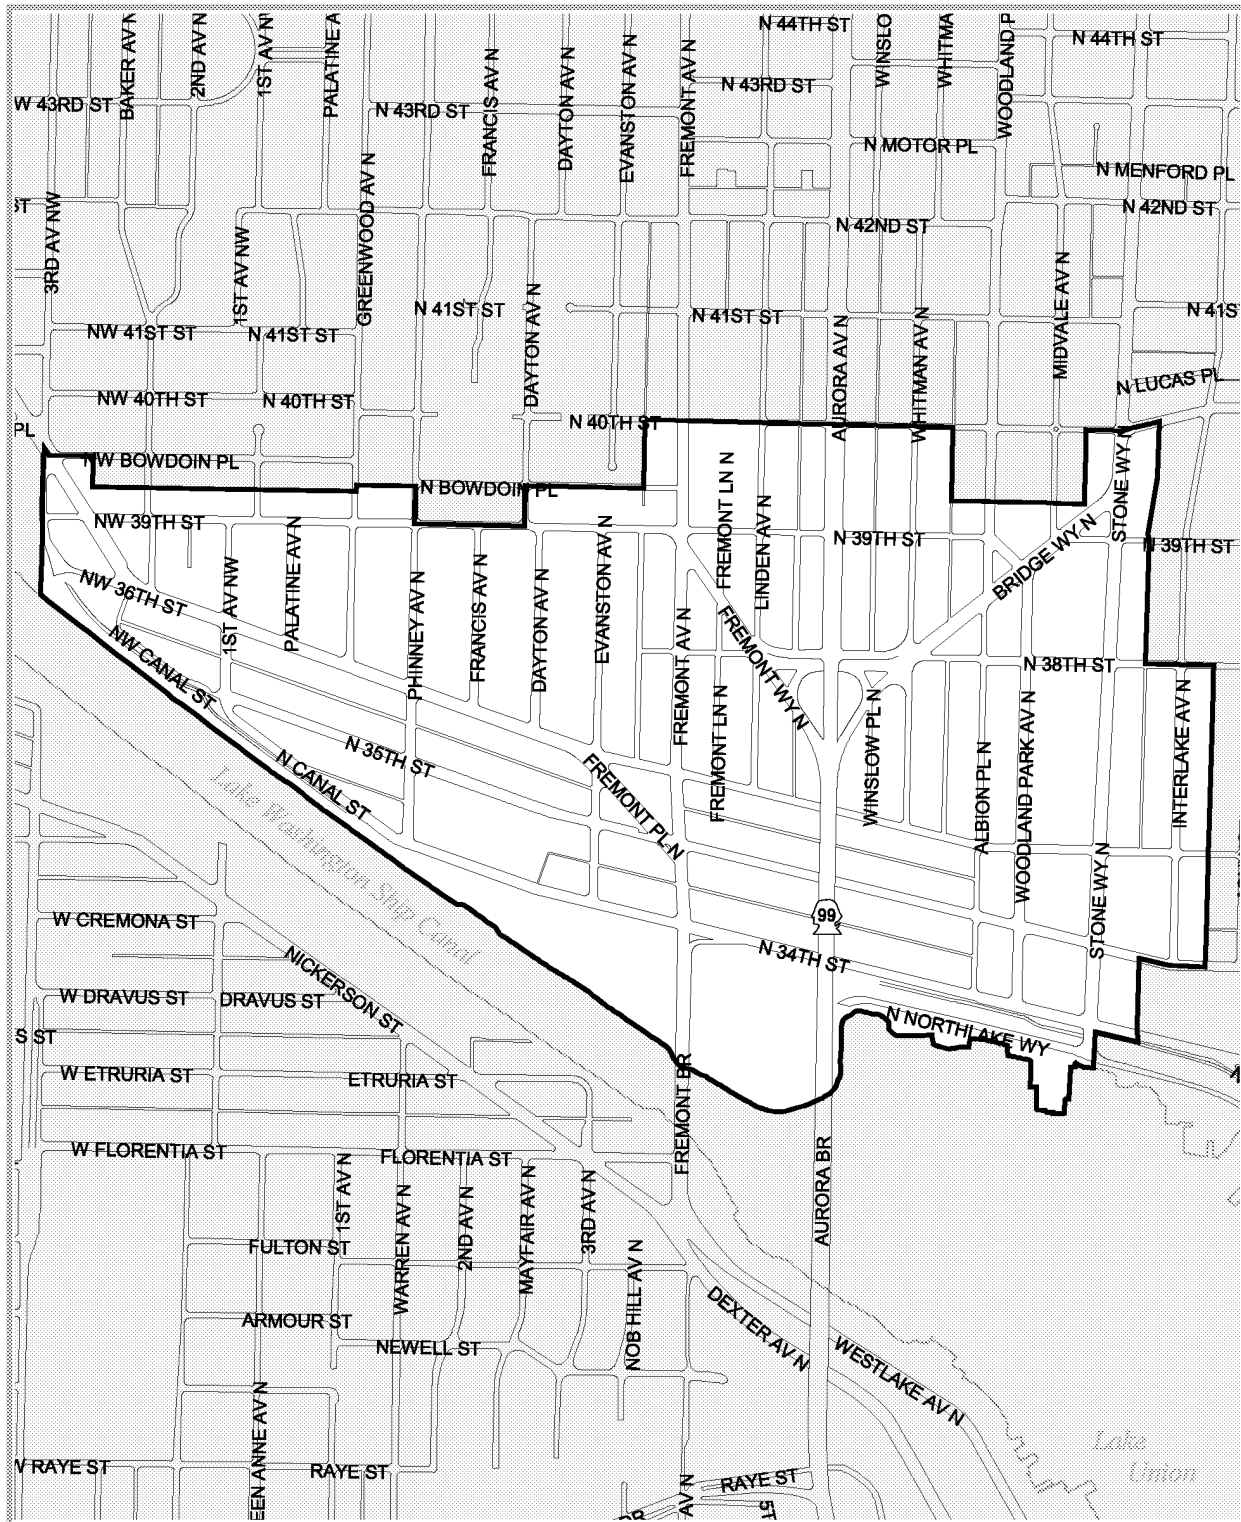 BAKER AV N
2ND AV N
1ST AV N
PALATINE A
N 44TH ST
WINSLO
WHITMA
WOODLAND P
N 44TH ST
W 43RD ST
N 43RD ST
FRANCIS AV N
DAYTON AV N
EVANSTON AV N
FREMONT AV N
N 43RD ST
N MOTOR PL
N MENFORD PL
ST
3RD AV NW
1ST AV NW
GREENWOOD AV N
N 42ND ST
N 42ND ST
NW 41ST ST
N 41ST ST
N 41ST ST
DAYTON AV N
N 41ST ST
AURORA AV N
WHITMAN AV N
MIDVALE AV N
N 41S
N LUCAS PL
NW 40TH ST
N 40TH ST
N 40TH ST
PL
NW BOWDOIN PL
N BOWDOIN PL
FREMONT LN N
LINDEN AV N
STONE WY N
NW 39TH ST
PALATINE AV N
EVANSTON AV N
N 39TH ST
BRIDGE WY N
N 39TH ST
NW 36TH ST
1ST AV NW
PHINNEY AV N
FRANCIS AV N
DAYTON AV N
FREMONT AV N
FREMONT WY N
N 38TH ST
NW CANAL ST
FREMONT LN N
WINSLOW PL N
ALBION PL N
WOODLAND PARK AV N
INTERLAKE AV N
N 35TH ST
N CANAL ST
FREMONT PL N
STONE WY N
Lake Washington Ship Canal
99
W CREMONA ST
NICKERSON ST
N 34TH ST
W DRAVUS ST
DRAVUS ST
N NORTHLAKE WY
S ST
W ETRURIA ST
ETRURIA ST
FREMONT BR
W FLORENTIA ST
FLORENTIA ST
AURORA BR
1ST AV N
WARREN AV N
2ND AV N
MAYFAIR AV N
3RD AV N
FULTON ST
NOB HILL AV N
ARMOUR ST
NEWELL ST
DEXTER AV N
WESTLAKE AV N
EEN ANNE AV N
W RAYE ST
RAYE ST
RAYE ST
AV N
DR
5T
Lake
Union